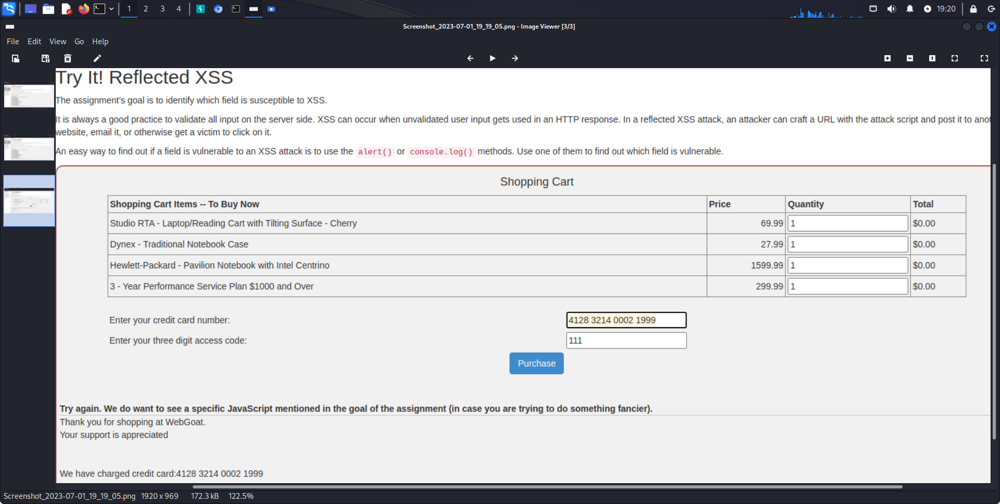 1 2 3 4 19:20
Screenshot_2023-07-01_19_19_05.png - Image Viewer [3/3]
File Edit View Go Help
Try It! Reflected XSS
The assignment's goal is to identify which field is susceptible to XSS.
It is always a good practice to validate all input on the server side. XSS can occur when unvalidated user input gets used in an HTTP response. In a reflected XSS attack, an attacker can craft a URL with the attack script and post it to anot
website, email it, or otherwise get a victim to click on it.
An easy way to find out if a field is vulnerable to an XSS attack is to use the alert() or console.log() methods. Use one of them to find out which field is vulnerable.
Shopping Cart
Shopping Cart Items -- To Buy Now Price Quantity Total
Studio RTA - Laptop/Reading Cart with Tilting Surface - Cherry 69.99 1 $0.00
Dynex - Traditional Notebook Case 27.99 1 $0.00
Hewlett-Packard - Pavilion Notebook with Intel Centrino 1599.99 1 $0.00
3 - Year Performance Service Plan $1000 and Over 299.99 1 $0.00
Enter your credit card number: 4128 3214 0002 1999
Enter your three digit access code: 111
Purchase
Try again. We do want to see a specific JavaScript mentioned in the goal of the assignment (in case you are trying to do something fancier).
Thank you for shopping at WebGoat.
Your support is appreciated
We have charged credit card:4128 3214 0002 1999
Screenshot_2023-07-01_19_19_05.png 1920 x 969 172.3 kB 122.5%